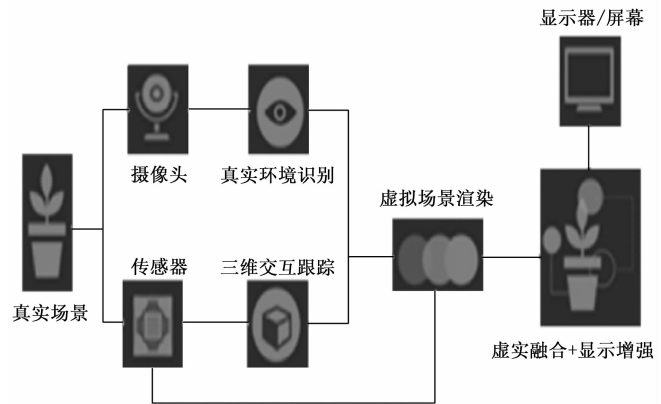 显示器/屏幕
摄像头
真实环境识别
虚拟场景渲染
传感器
三维交互跟踪
真实场景
虚实融合+显示增强